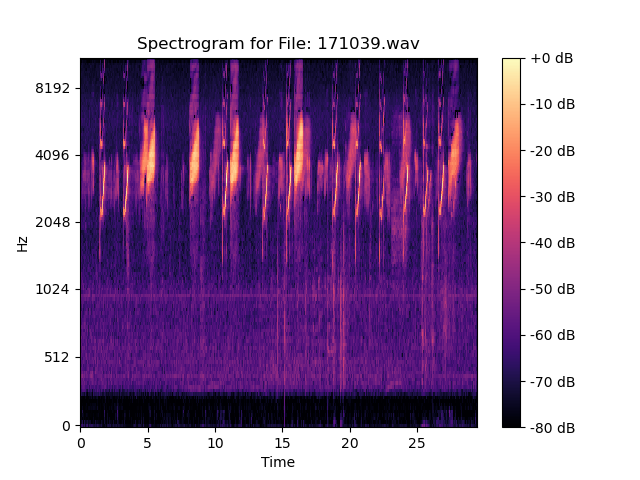 Spectrogram for File: 171039.wav
+0 dB
8192
-10 dB
4096
-20 dB
-30 dB
2048
-40 dB
Hz
1024
-50 dB
512
-60 dB
-70 dB
0
-80 dB
0 5 10 15 20 25
Time